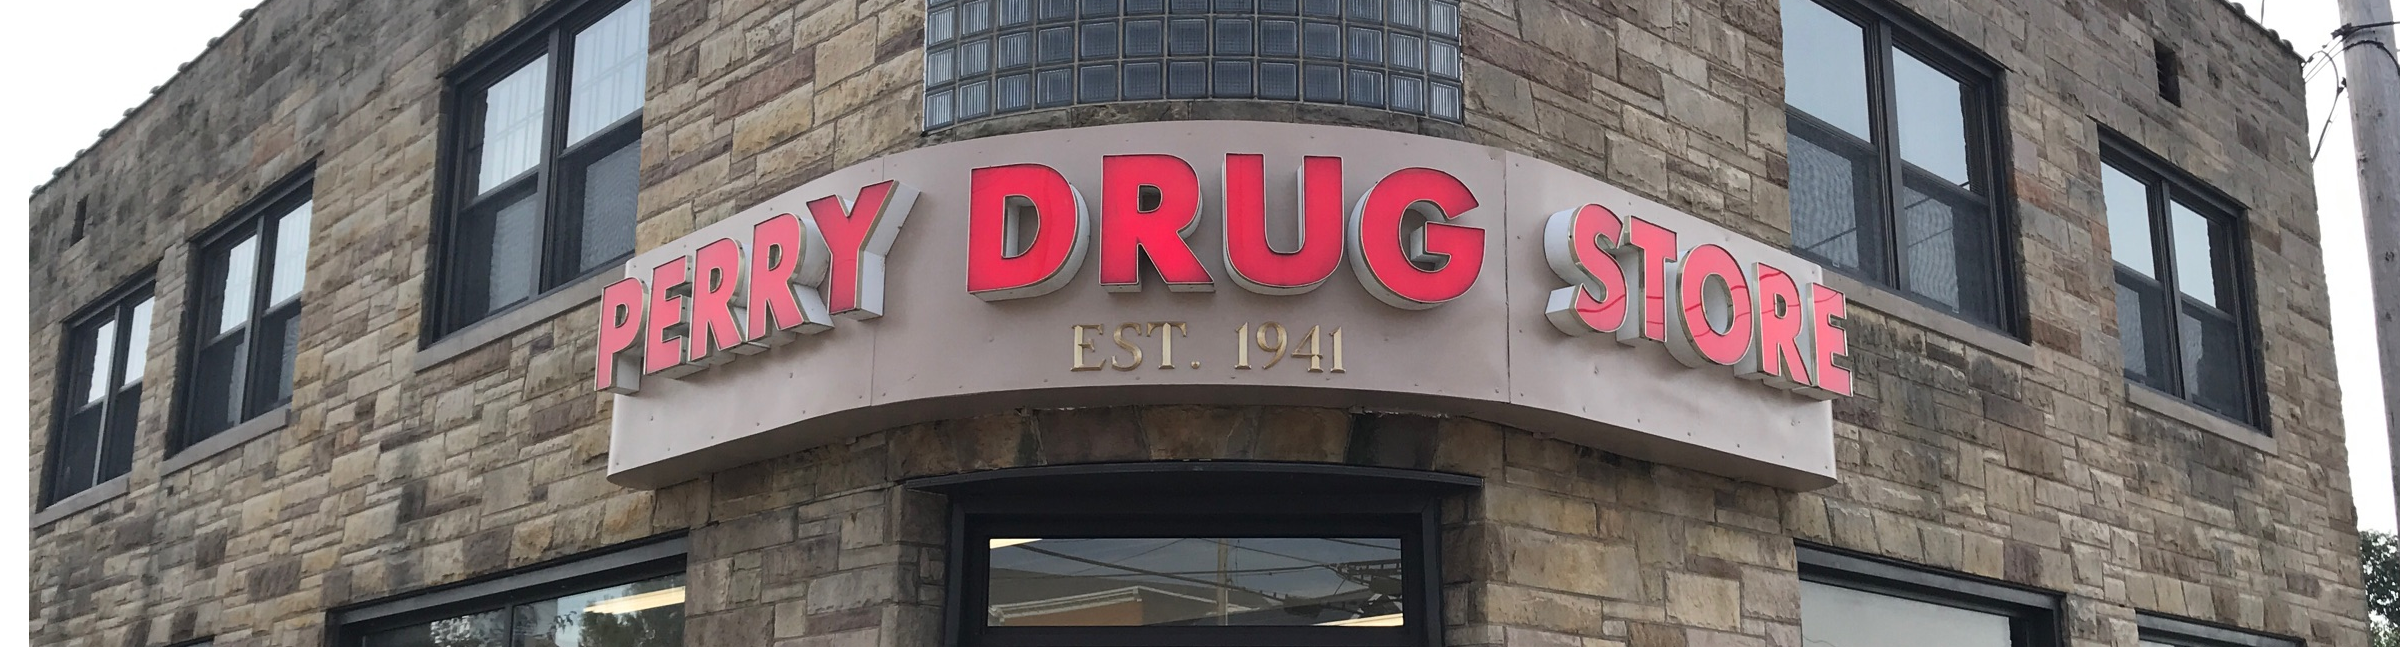 PERRY DRUG STORE
EST. 1941